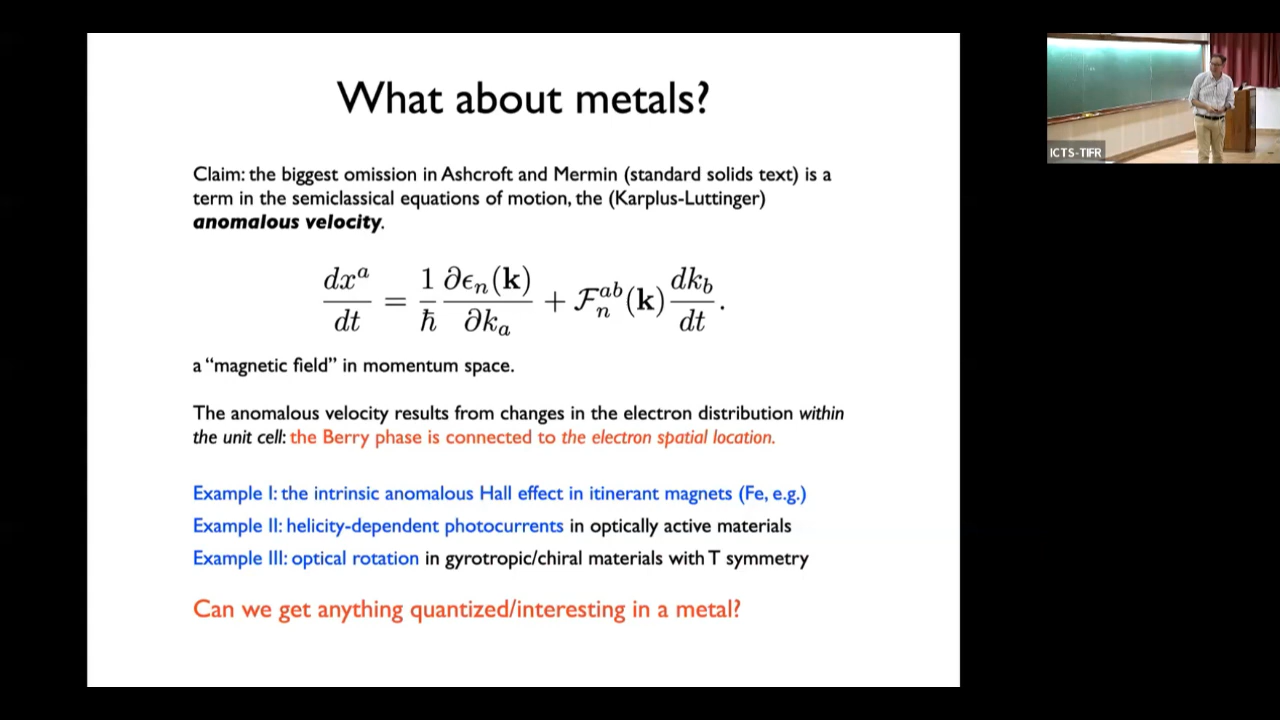 What about metals?
Claim: the biggest omission in Ashcroft and Mermin (standard solids text) is a
term in the semiclassical equations of motion, the (Karplus-Luttinger)
anomalous velocity.
dx^a/dt = 1/ħ ∂ϵ_n(k)/∂k_a + ℱ_n^{ab}(k) dk_b/dt.
a “magnetic field” in momentum space.
The anomalous velocity results from changes in the electron distribution within
the unit cell: the Berry phase is connected to the electron spatial location.
Example I: the intrinsic anomalous Hall effect in itinerant magnets (Fe, e.g.)
Example II: helicity-dependent photocurrents in optically active materials
Example III: optical rotation in gyrotropic/chiral materials with T symmetry
Can we get anything quantized/interesting in a metal?
ICTS-TIFR